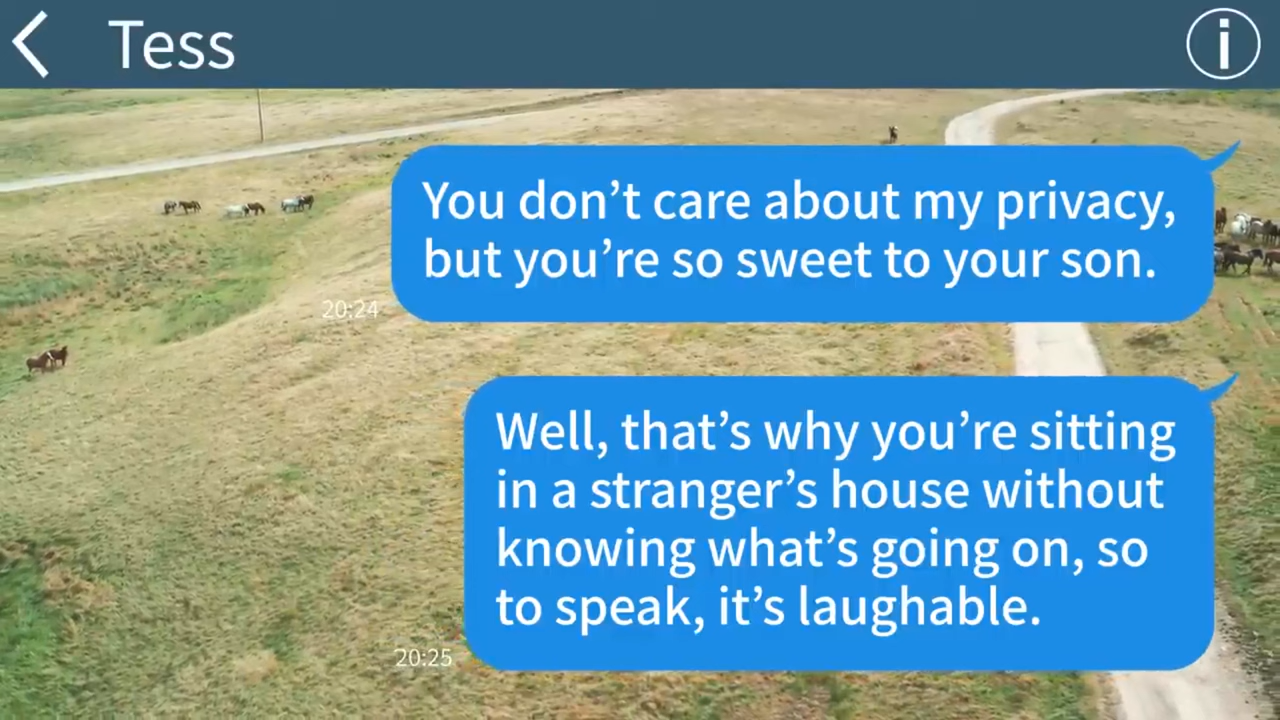 Tess
You don’t care about my privacy,
but you’re so sweet to your son.
20:24
Well, that’s why you’re sitting
in a stranger’s house without
knowing what’s going on, so
to speak, it’s laughable.
20:25